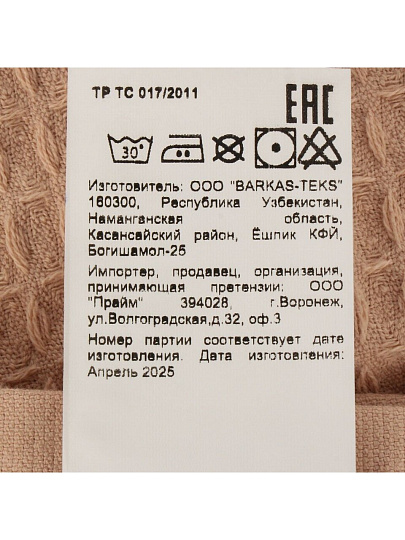 ТР ТС 017/2011
ЕАС
30°
Изготовитель: ООО "BARKAS-TEKS"
160300, Республика Узбекистан,
Наманганская область,
Касансайский район, Ёшлик КФЙ,
Богишамол-25
Импортер, продавец, организация,
принимающая претензии: ООО
"Прайм" 394028, г.Воронеж,
ул.Волгоградская,д.32, оф.3
Номер партии соответствует дате
изготовления. Дата изготовления:
Апрель 2025